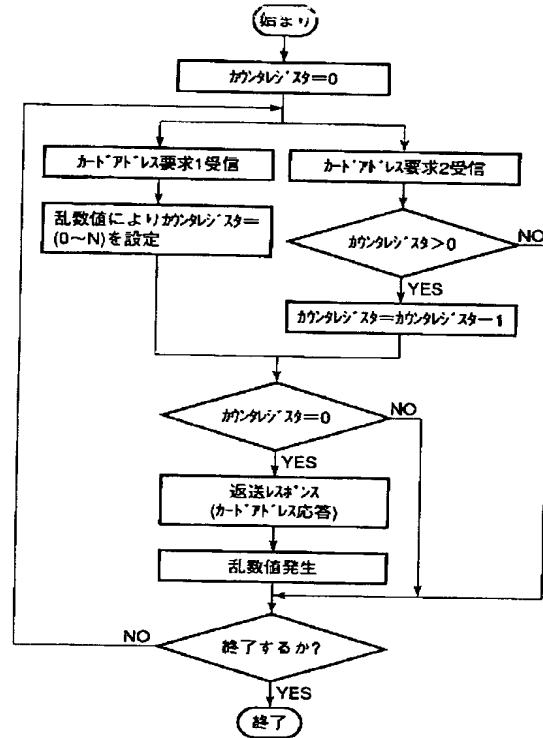 始まり
カウンタレジスタ=0
カードアドレス要求1受信
カードアドレス要求2受信
乱数値によりカウンタレジスタ=
(0~N)を設定
カウンタレジスタ>0
NO
YES
カウンタレジスタ=カウンタレジスター1
カウンタレジスタ=0
NO
YES
返送レスポンス
(カードアドレス応答)
乱数値発生
NO
終了するか?
YES
終了